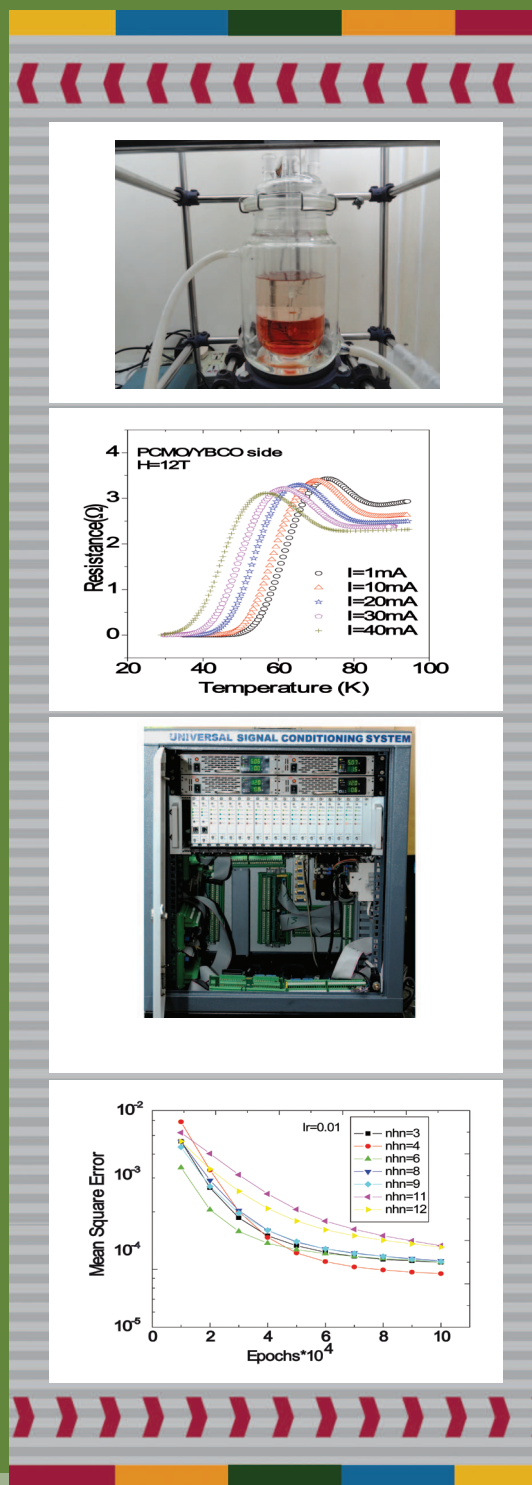 4
PCMO/YBCO side
H=12T
3
2
1
0
Resistance(Ω)
I=1mA
I=10mA
I=20mA
I=30mA
I=40mA
20 40 60 80 100
Temperature (K)
UNIVERSAL SIGNAL CONDITIONING SYSTEM
10-2
lr=0.01
nhn=3
nhn=4
nhn=6
nhn=8
nhn=9
nhn=11
nhn=12
10-3
Mean Square Error
10-4
10-5
0 2 4 6 8 10
Epochs*10^4